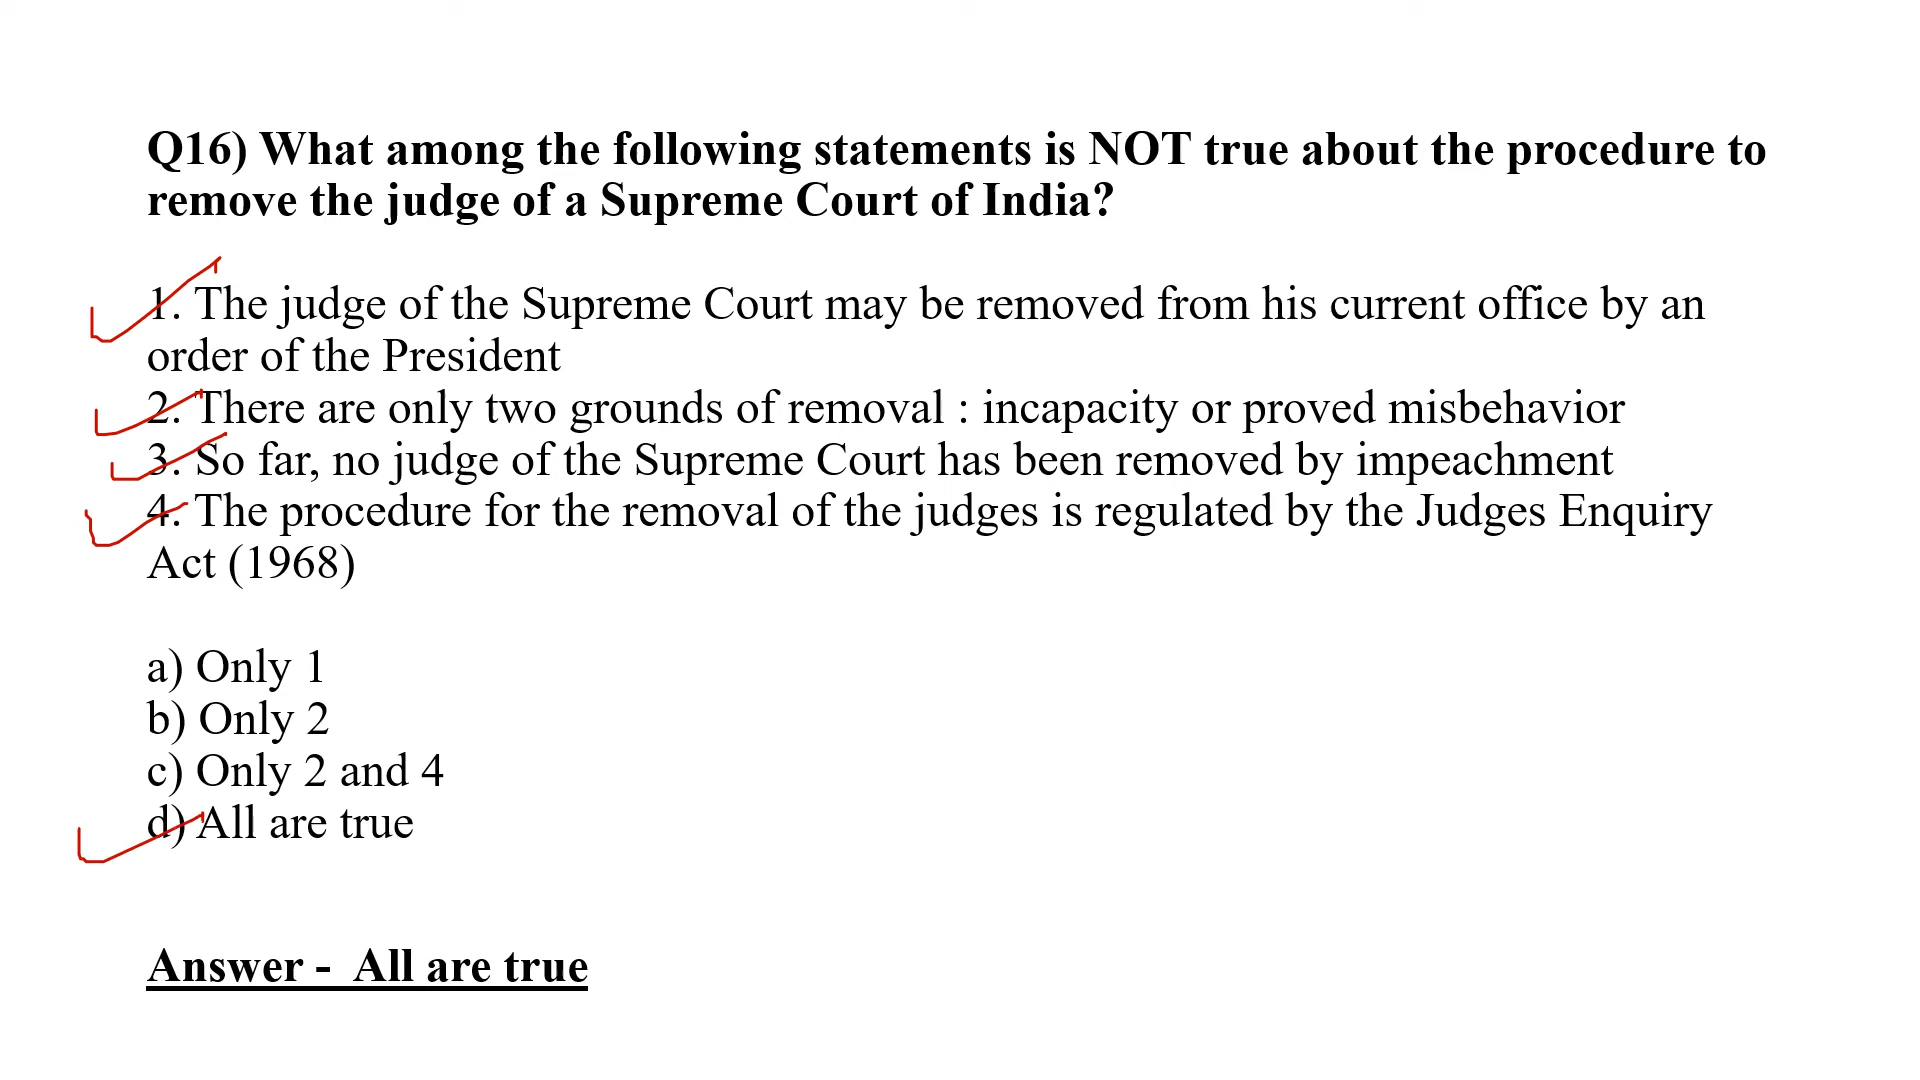 Q16) What among the following statements is NOT true about the procedure to
remove the judge of a Supreme Court of India?
1. The judge of the Supreme Court may be removed from his current office by an
order of the President
2. There are only two grounds of removal : incapacity or proved misbehavior
3. So far, no judge of the Supreme Court has been removed by impeachment
4. The procedure for the removal of the judges is regulated by the Judges Enquiry
Act (1968)
a) Only 1
b) Only 2
c) Only 2 and 4
d) All are true
Answer - All are true